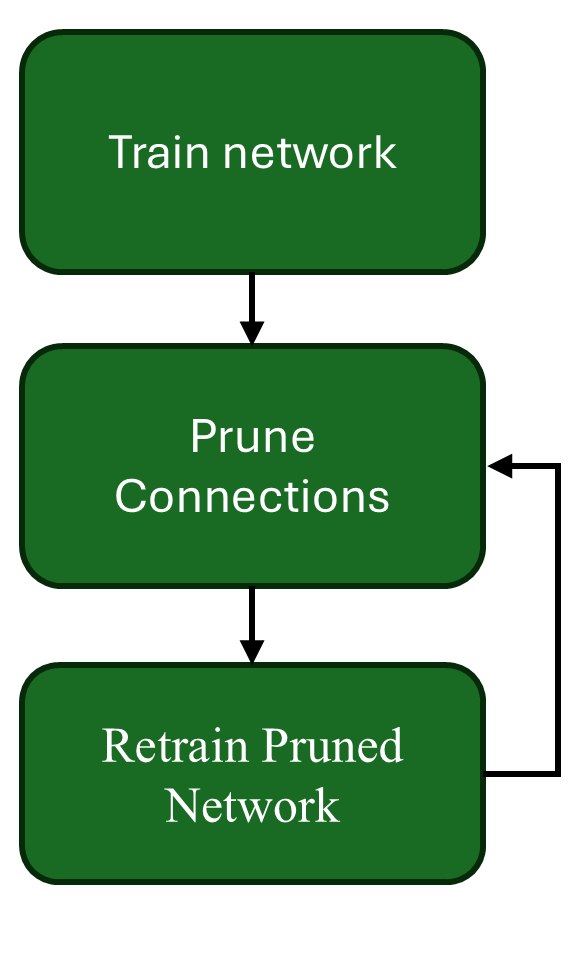 Train network
Prune
Connections
Retrain Pruned
Network